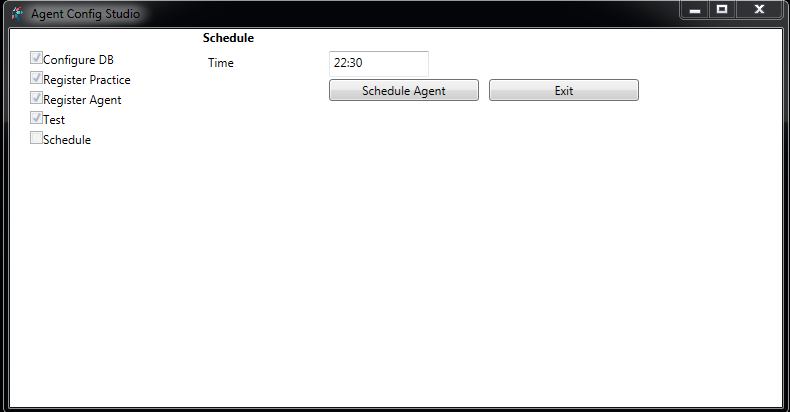 Agent Config Studio
Schedule
Configure DB
Time
22:30
Register Practice
Schedule Agent
Exit
Register Agent
Test
Schedule